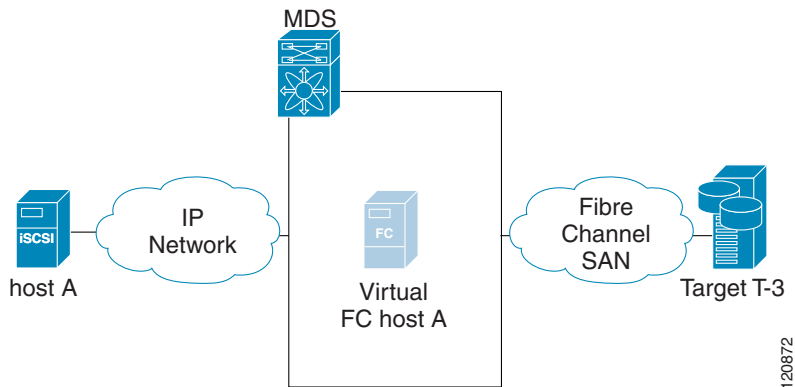 MDS
iSCSI
host A
IP
Network
FC
Virtual
FC host A
Fibre
Channel
SAN
Target T-3
120872